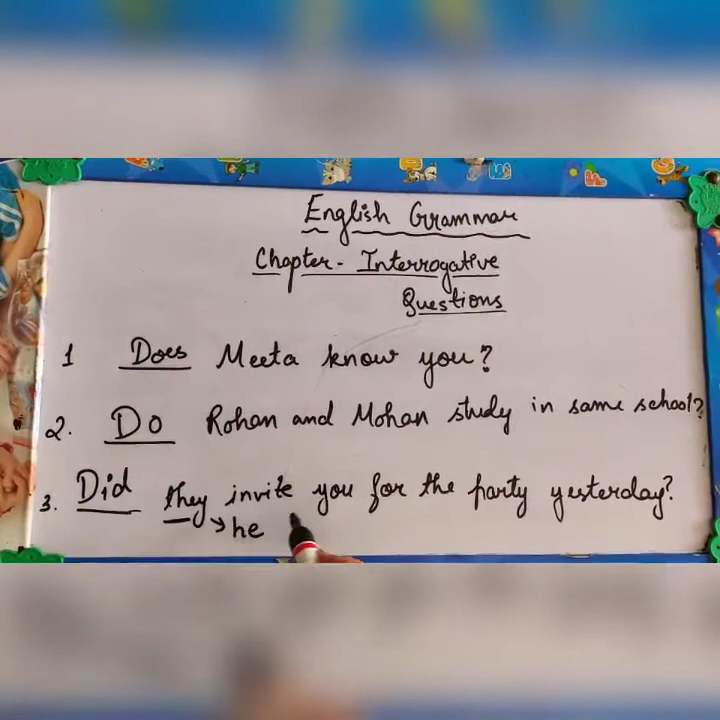 English Grammar
Chapter - Interrogative
Questions
1 Does Meeta know you?
2. Do Rohan and Mohan study in same school?
3. Did they invite you for the party yesterday?
→ he